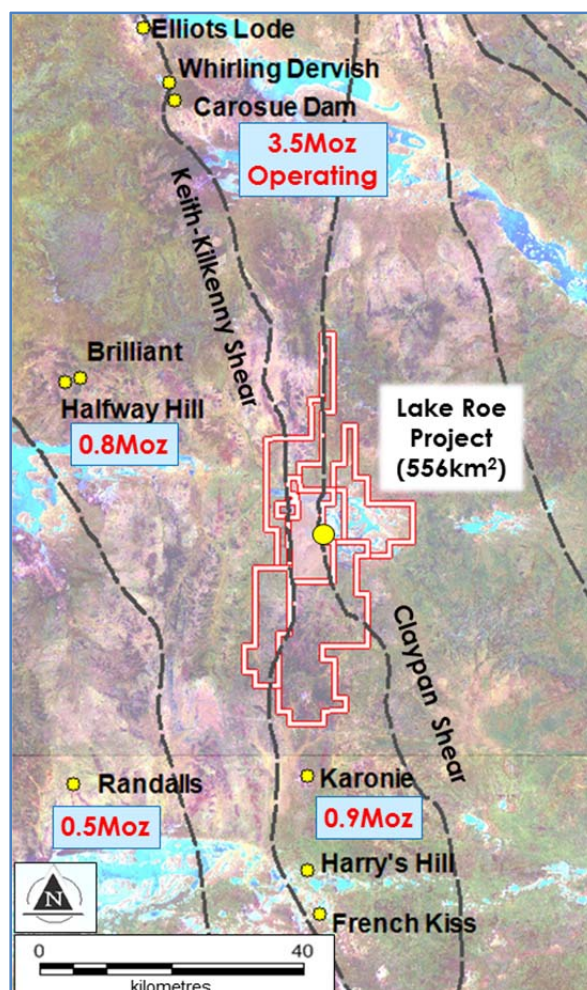 Elliots Lode
Whirling Dervish
Carosue Dam
3.5Moz
Operating
Keith-Kilkenny Shear
Brilliant
Halfway Hill
0.8Moz
Lake Roe
Project
(556km²)
Claypan Shear
Randalls
0.5Moz
Karonie
0.9Moz
Harry's Hill
French Kiss
N
0 40
kilometres